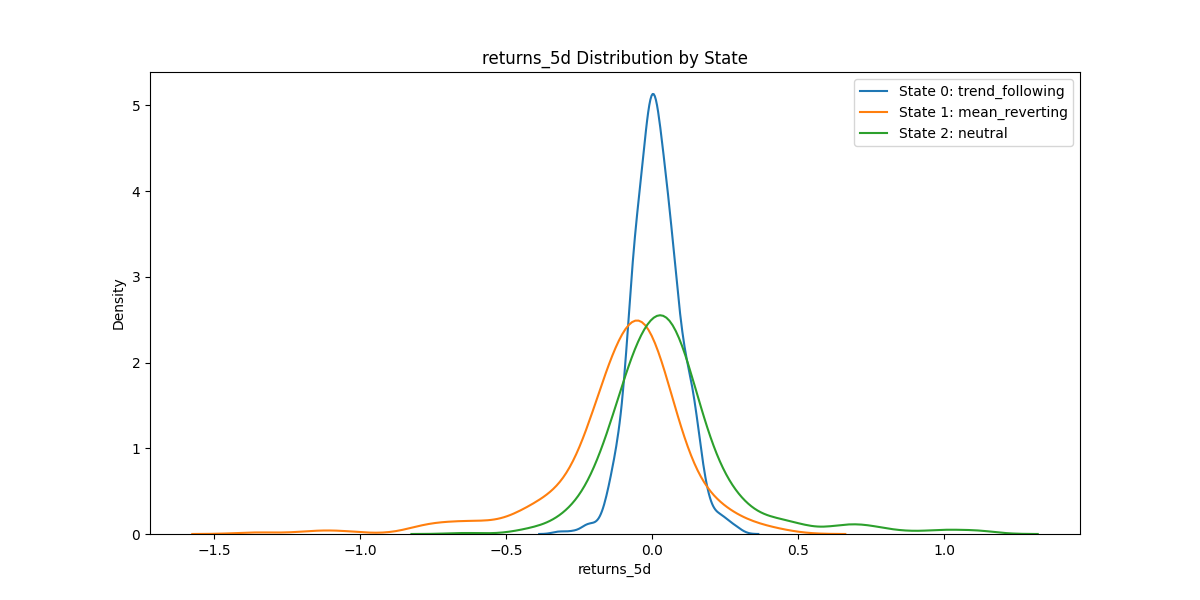 returns_5d Distribution by State
State 0: trend_following
State 1: mean_reverting
State 2: neutral
5
4
3
2
1
0
Density
−1.5
−1.0
−0.5
0.0
0.5
1.0
returns_5d